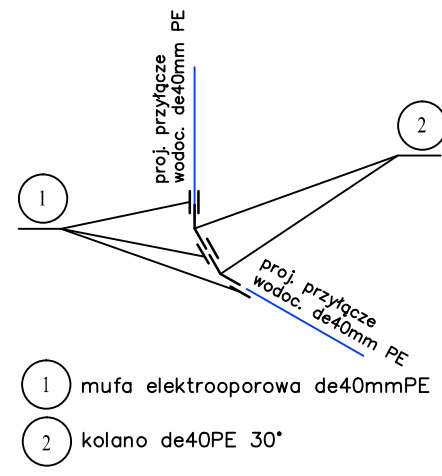 proj. przyłącze
wodoc. de40mm PE
2
1
proj. przyłącze
wodoc. de40mm PE
1 mufa elektrooporowa de40mmPE
2 kolano de40PE 30°